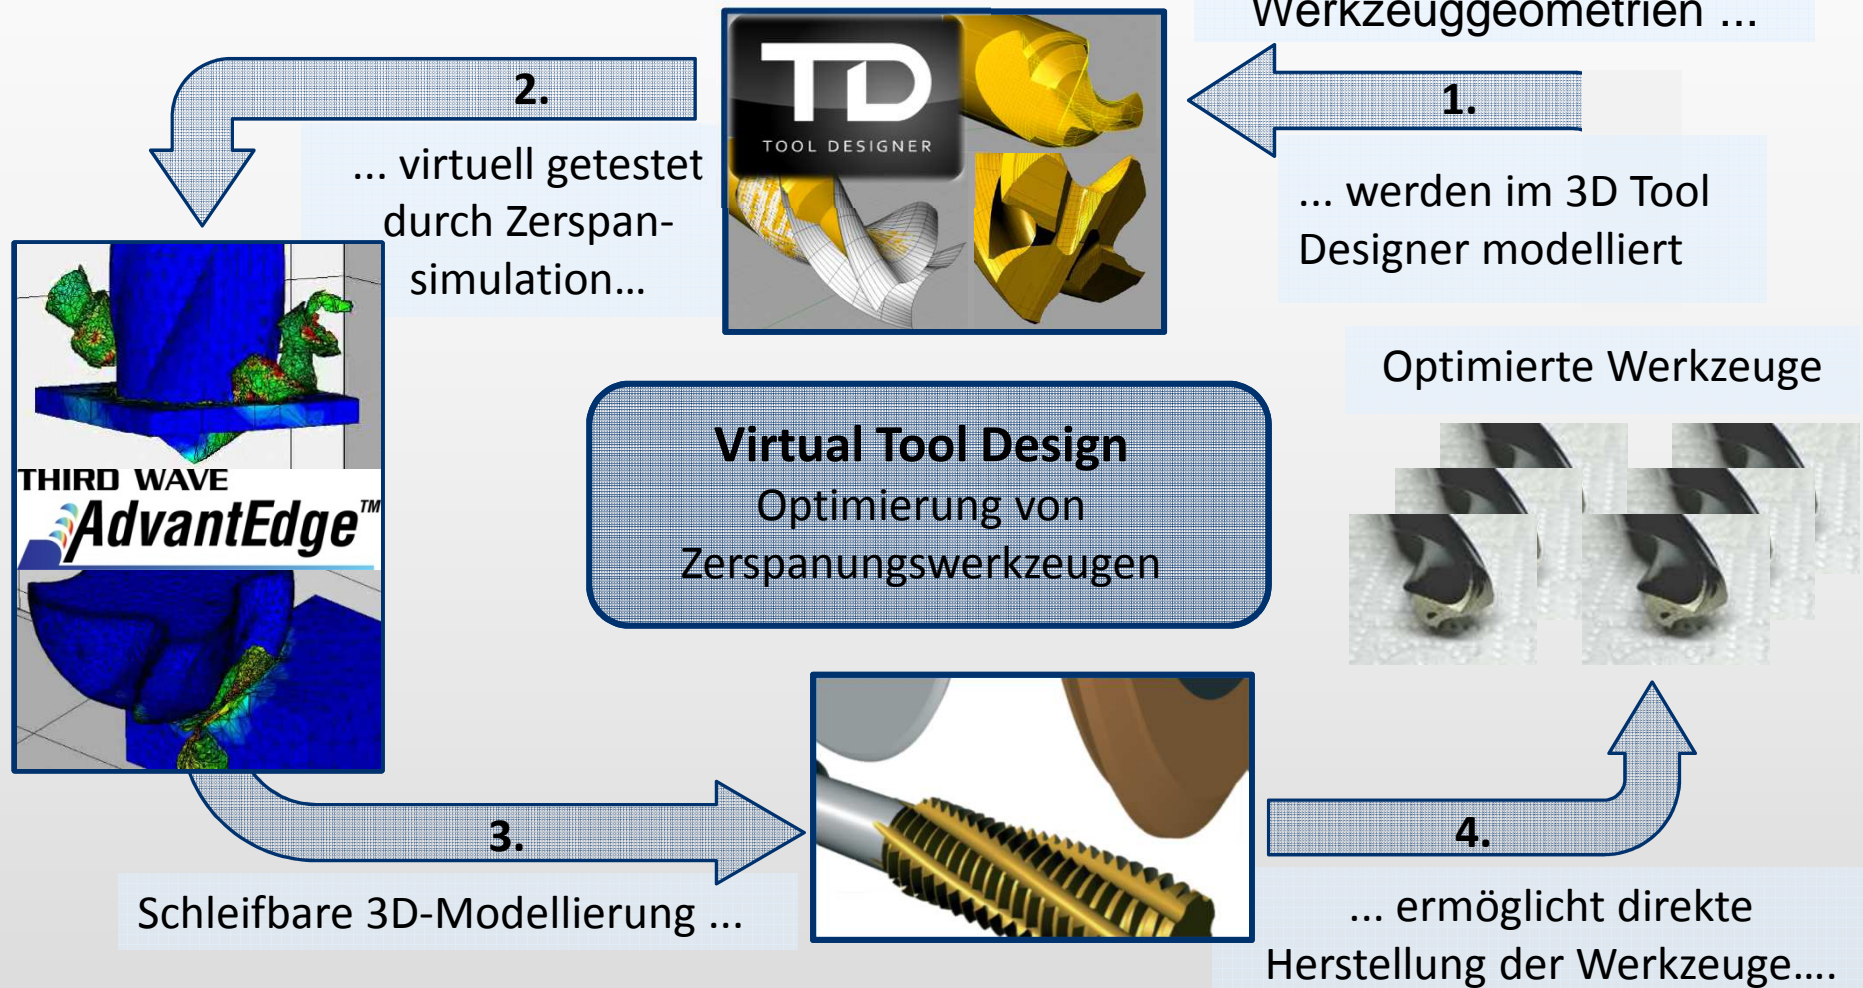 Werkzeuggeometrien ...
1.
... werden im 3D Tool
Designer modelliert
TD
TOOL DESIGNER
2.
... virtuell getestet
durch Zerspan-
simulation...
THIRD WAVE
AdvantEdge™
Virtual Tool Design
Optimierung von
Zerspanungswerkzeugen
3.
Schleifbare 3D-Modellierung ...
4.
... ermöglicht direkte
Herstellung der Werkzeuge....
Optimierte Werkzeuge